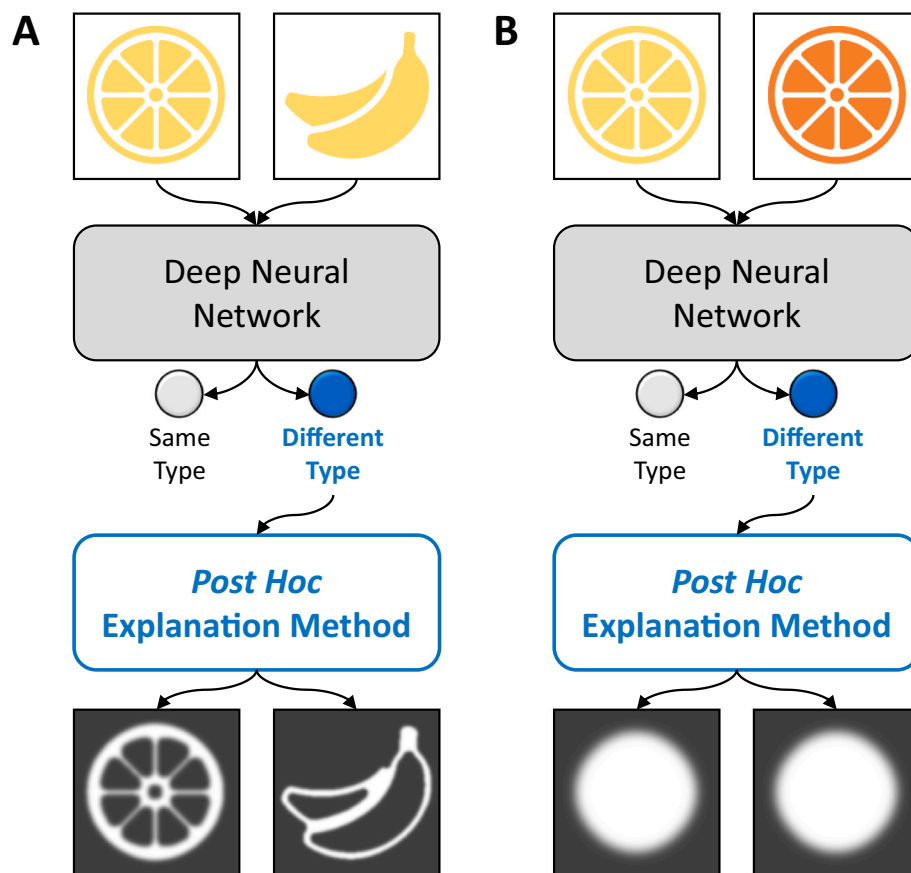 A
B
Deep Neural
Network
Same
Type
Different
Type
Post Hoc
Explanation Method
Deep Neural
Network
Same
Type
Different
Type
Post Hoc
Explanation Method